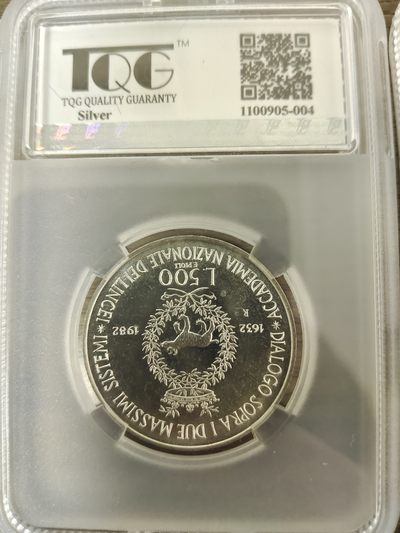 TQG™
TQG QUALITY GUARANTY
Silver
1100905-004
DIALOGO SOPRA I DUE MASSIMI SISTEMI * ACCADEMIA NAZIONALE DEI LINCEI *
1632 1982
R
E.PIOLI
L.500